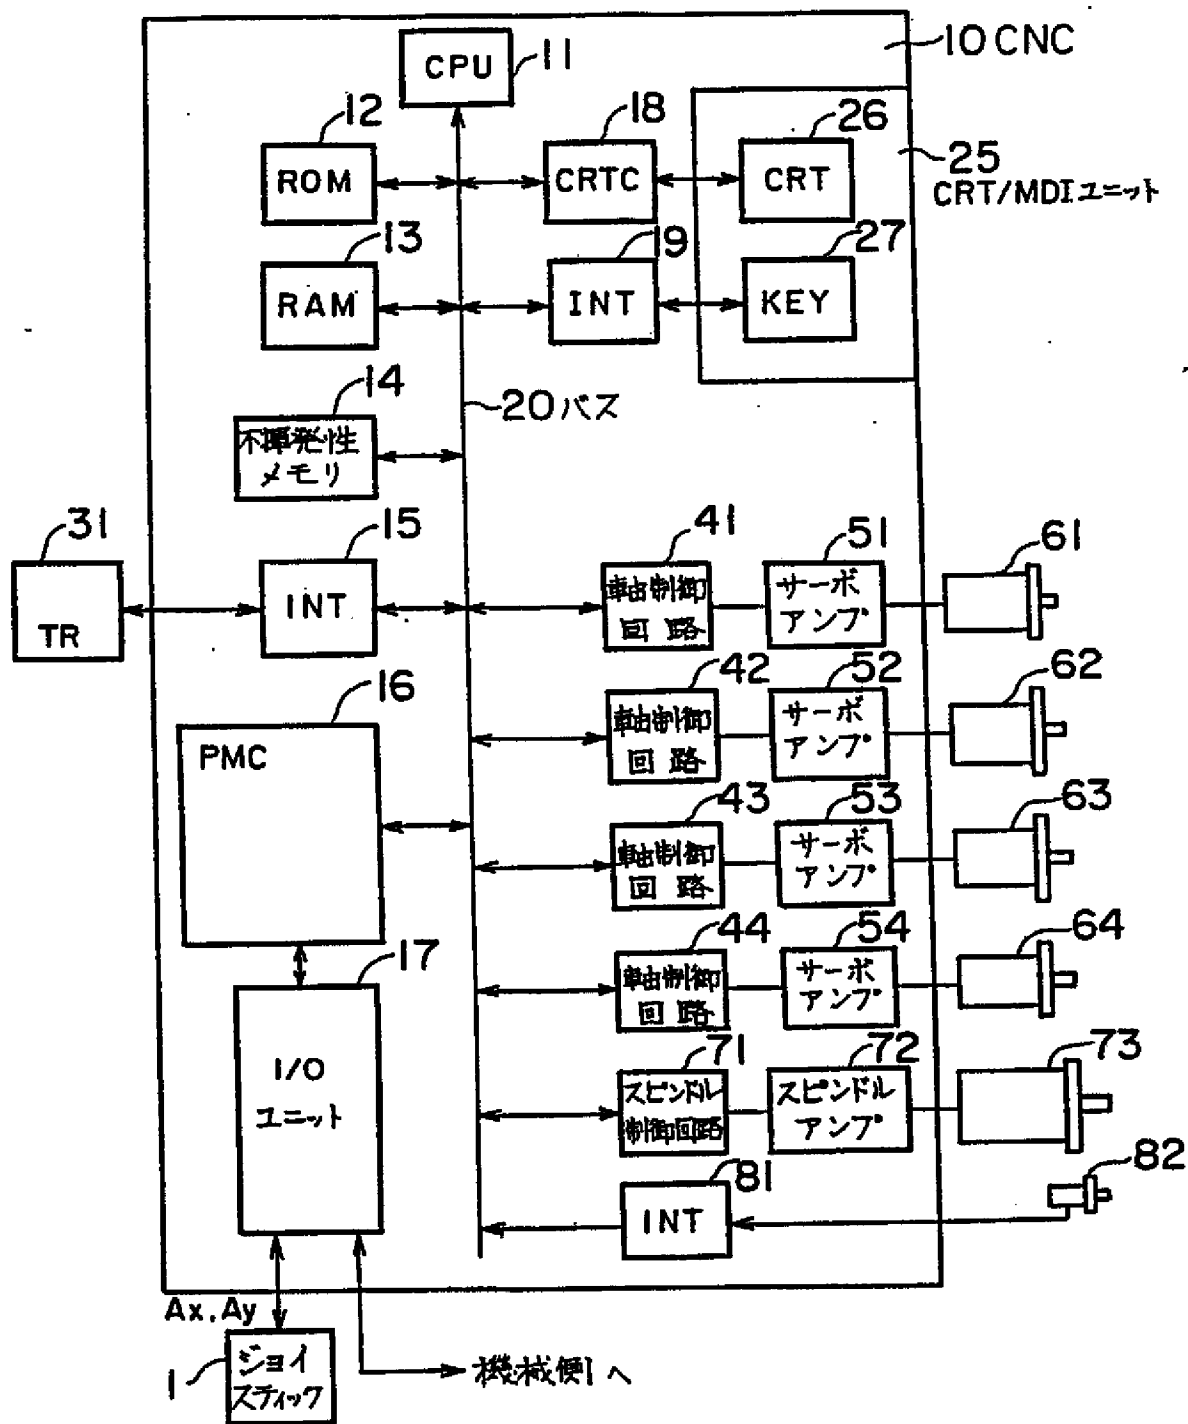 10 CNC
CPU
11
12
18
26
ROM
CRTC
CRT
25
CRT/MDIユニット
13
19
27
RAM
INT
KEY
14
20バス
不揮発性
メモリ
31
15
41
51
61
TR
INT
軸制御
回路
サーボ
アンプ
16
42
52
62
PMC
軸制御
回路
サーボ
アンプ
43
53
63
軸制御
回路
サーボ
アンプ
17
44
54
64
軸制御
回路
サーボ
アンプ
I/O
ユニット
71
72
73
スピンドル
制御回路
スピンドル
アンプ
81
82
INT
Ax,Ay
1
ジョイ
スティック
機械側へ